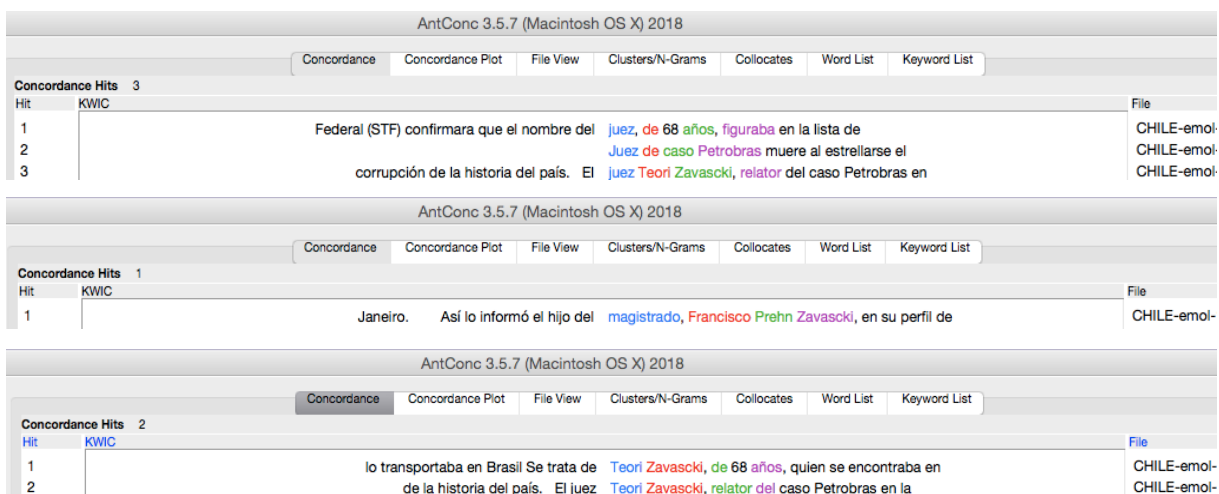 AntConc 3.5.7 (Macintosh OS X) 2018
Concordance Concordance Plot File View Clusters/N-Grams Collocates Word List Keyword List
Concordance Hits 3
Hit KWIC File
1 Federal (STF) confirmara que el nombre del juez, de 68 años, figuraba en la lista de CHILE-emol-
2 Juez de caso Petrobras muere al estrellarse el CHILE-emol-
3 corrupción de la historia del país. El juez Teori Zavascki, relator del caso Petrobras en CHILE-emol-
AntConc 3.5.7 (Macintosh OS X) 2018
Concordance Concordance Plot File View Clusters/N-Grams Collocates Word List Keyword List
Concordance Hits 1
Hit KWIC File
1 Janeiro. Así lo informó el hijo del magistrado, Francisco Prehn Zavascki, en su perfil de CHILE-emol-
AntConc 3.5.7 (Macintosh OS X) 2018
Concordance Concordance Plot File View Clusters/N-Grams Collocates Word List Keyword List
Concordance Hits 2
Hit KWIC File
1 lo transportaba en Brasil Se trata de Teori Zavascki, de 68 años, quien se encontraba en CHILE-emol-
2 de la historia del país. El juez Teori Zavascki, relator del caso Petrobras en la CHILE-emol-